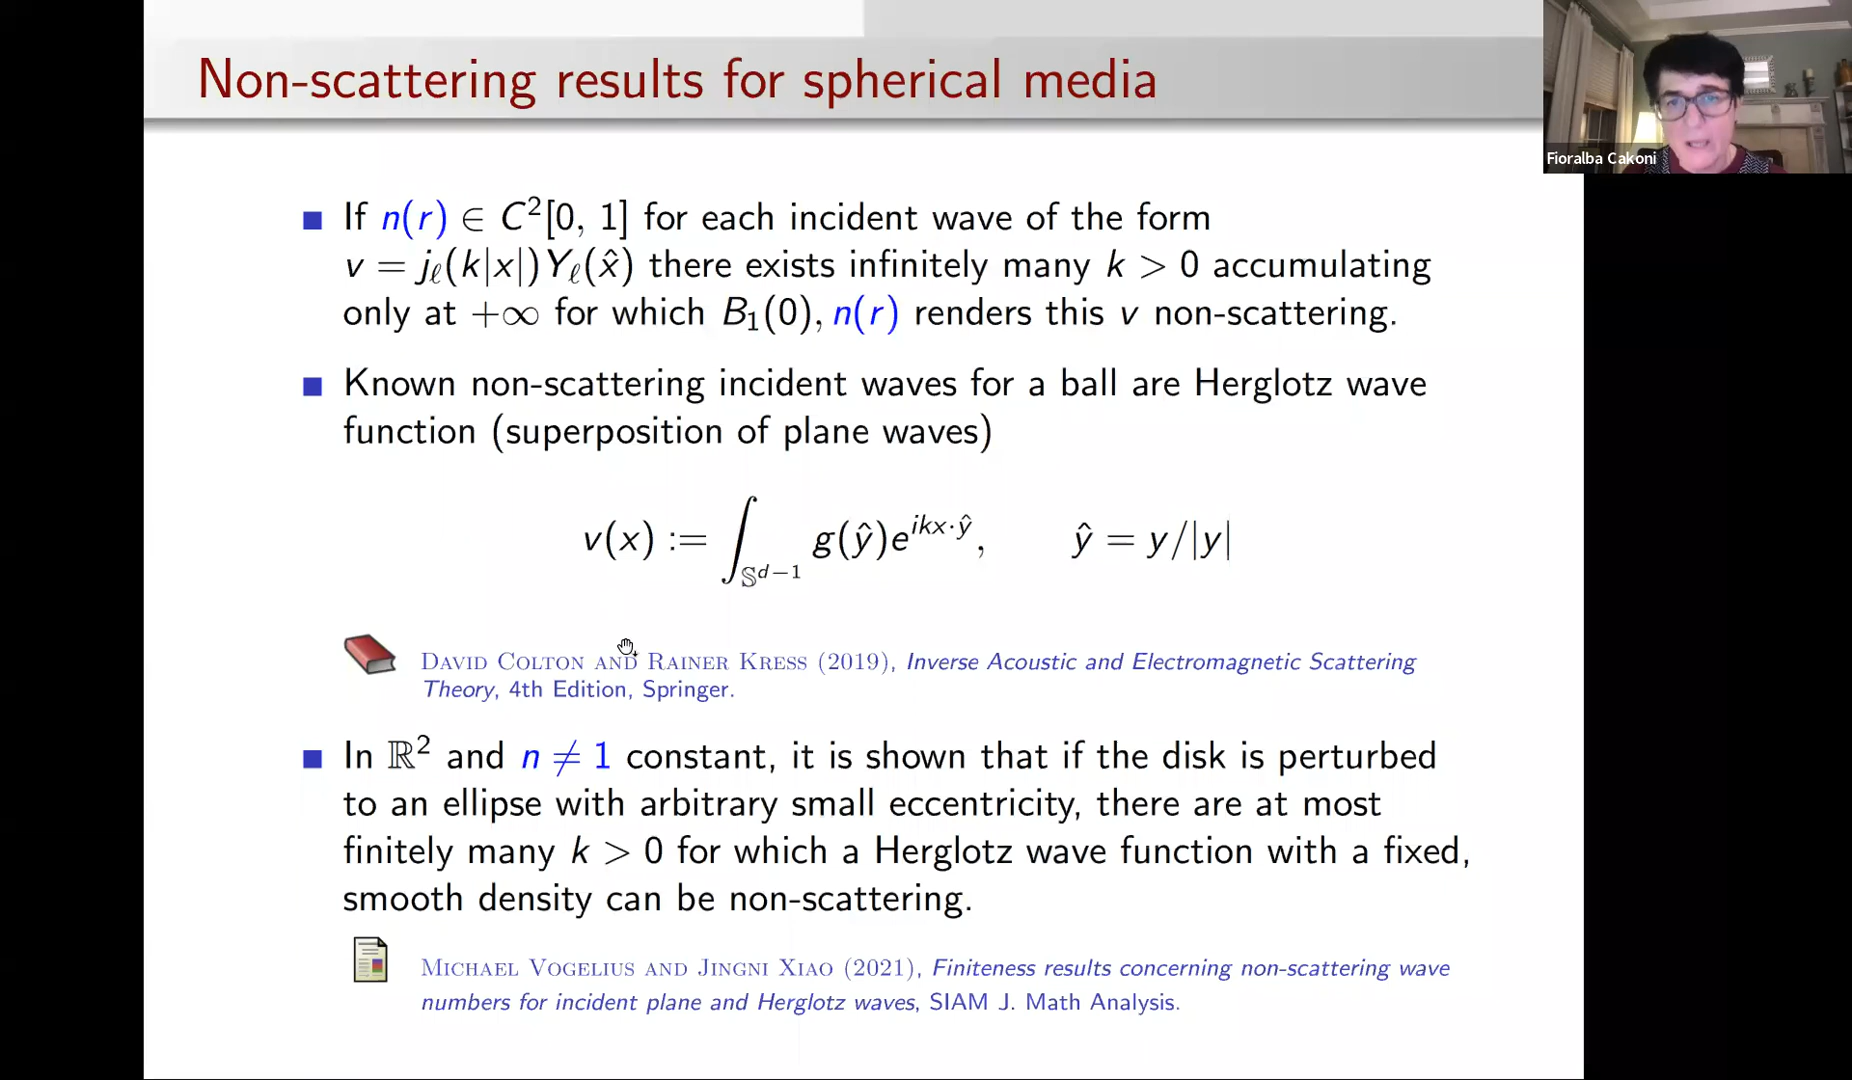 Non-scattering results for spherical media
Fioralba Cakoni
If n(r) ∈ C²[0, 1] for each incident wave of the form
v = jℓ(k|x|)Yℓ(x̂) there exists infinitely many k > 0 accumulating
only at +∞ for which B₁(0), n(r) renders this v non-scattering.
Known non-scattering incident waves for a ball are Herglotz wave
function (superposition of plane waves)
v(x) := ∫_{𝕊^{d−1}} g(ŷ)e^{ikx·ŷ}, ŷ = y/|y|
David Colton and Rainer Kress (2019), Inverse Acoustic and Electromagnetic Scattering
Theory, 4th Edition, Springer.
In ℝ² and n ≠ 1 constant, it is shown that if the disk is perturbed
to an ellipse with arbitrary small eccentricity, there are at most
finitely many k > 0 for which a Herglotz wave function with a fixed,
smooth density can be non-scattering.
Michael Vogelius and Jingni Xiao (2021), Finiteness results concerning non-scattering wave
numbers for incident plane and Herglotz waves, SIAM J. Math Analysis.